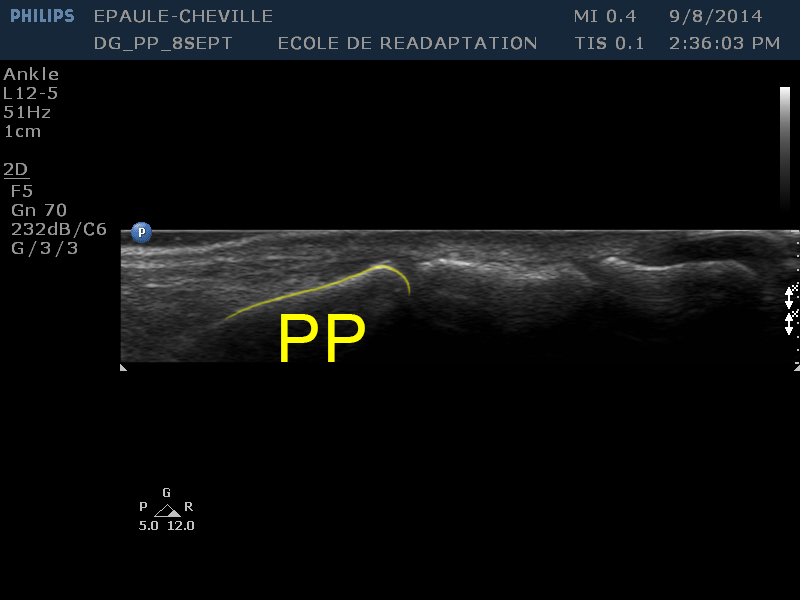 PHILIPS EPAULE-CHEVILLE MI 0.4 9/8/2014
DG_PP_8SEPT ECOLE DE READAPTATION TIS 0.1 2:36:03 PM
Ankle
L12-5
51Hz
1cm
2D
F5
Gn 70
232dB/C6
G/3/3
P
PP
G
P R
5.0 12.0